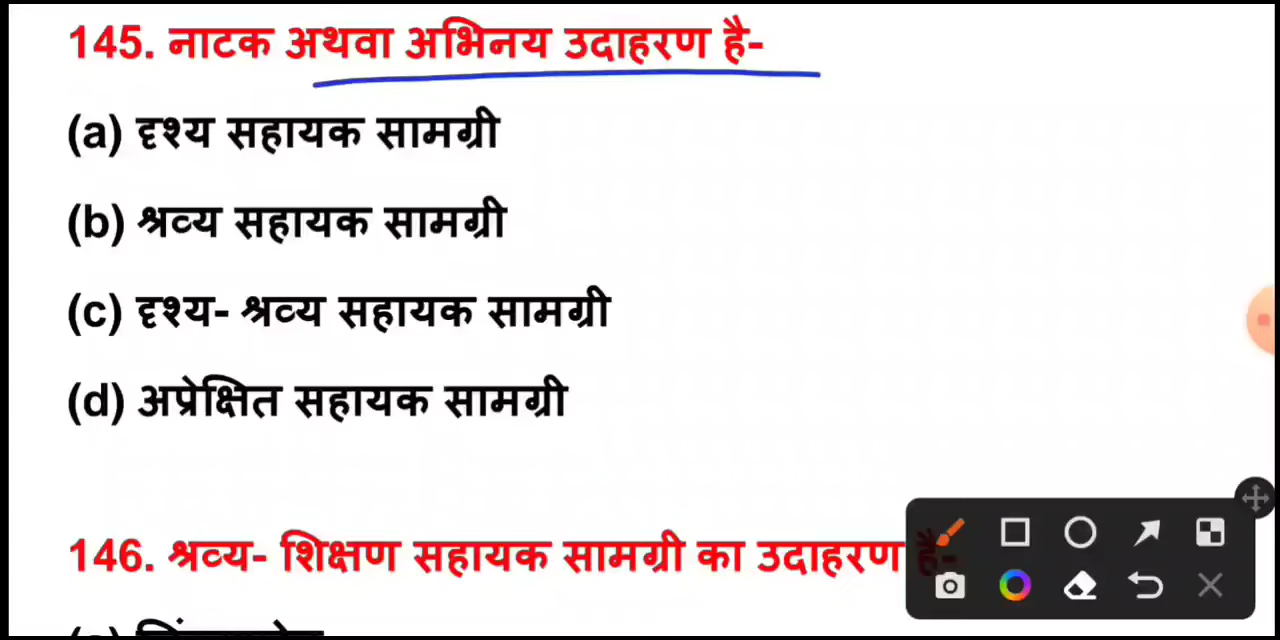 145. नाटक अथवा अभिनय उदाहरण है-
(a) दृश्य सहायक सामग्री
(b) श्रव्य सहायक सामग्री
(c) दृश्य- श्रव्य सहायक सामग्री
(d) अप्रेक्षित सहायक सामग्री
146. श्रव्य- शिक्षण सहायक सामग्री का उदाहरण है-